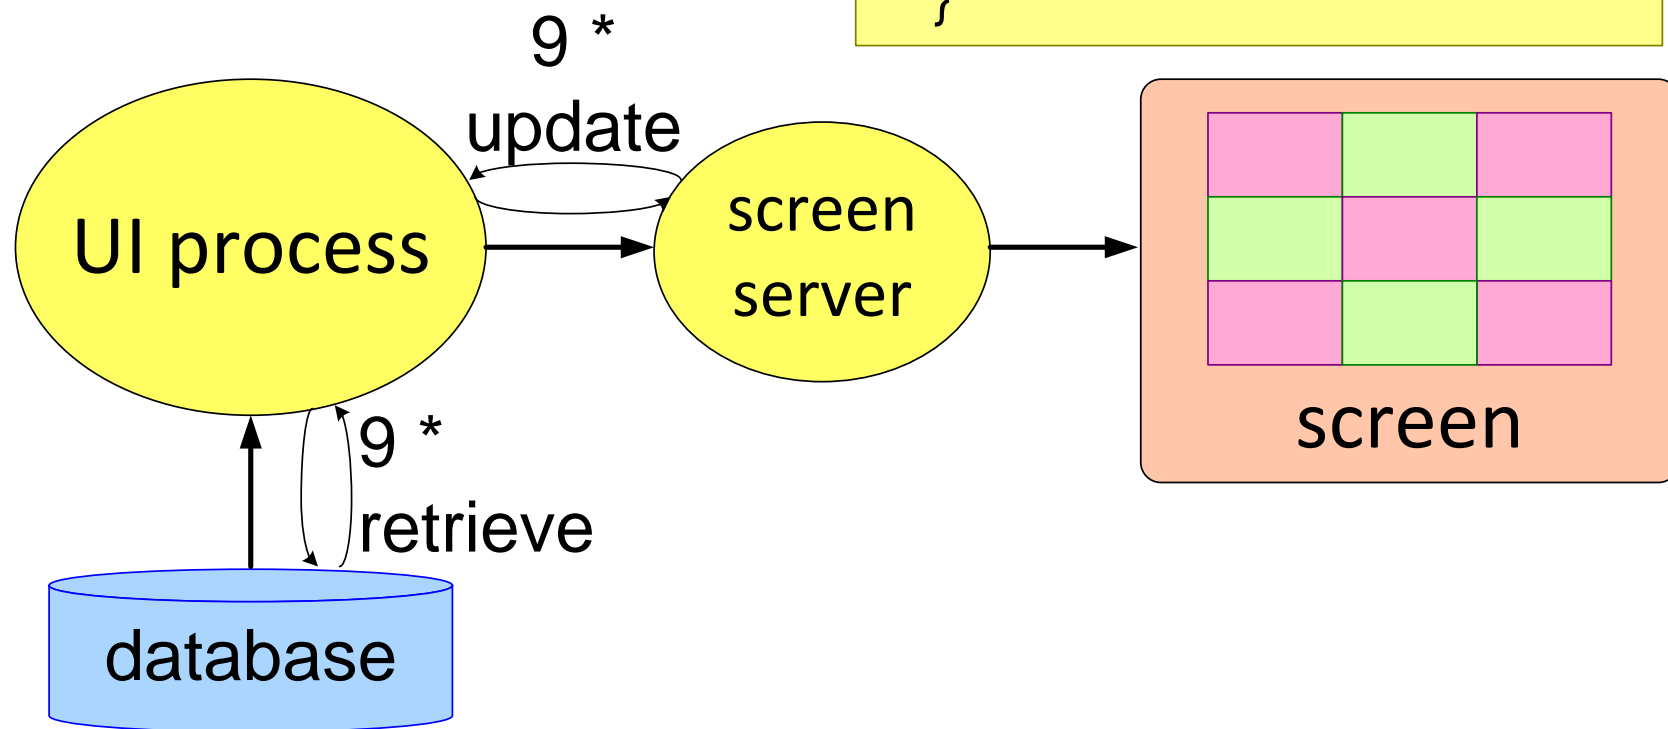 }
9 *
update
UI process
screen
server
screen
9 *
retrieve
database